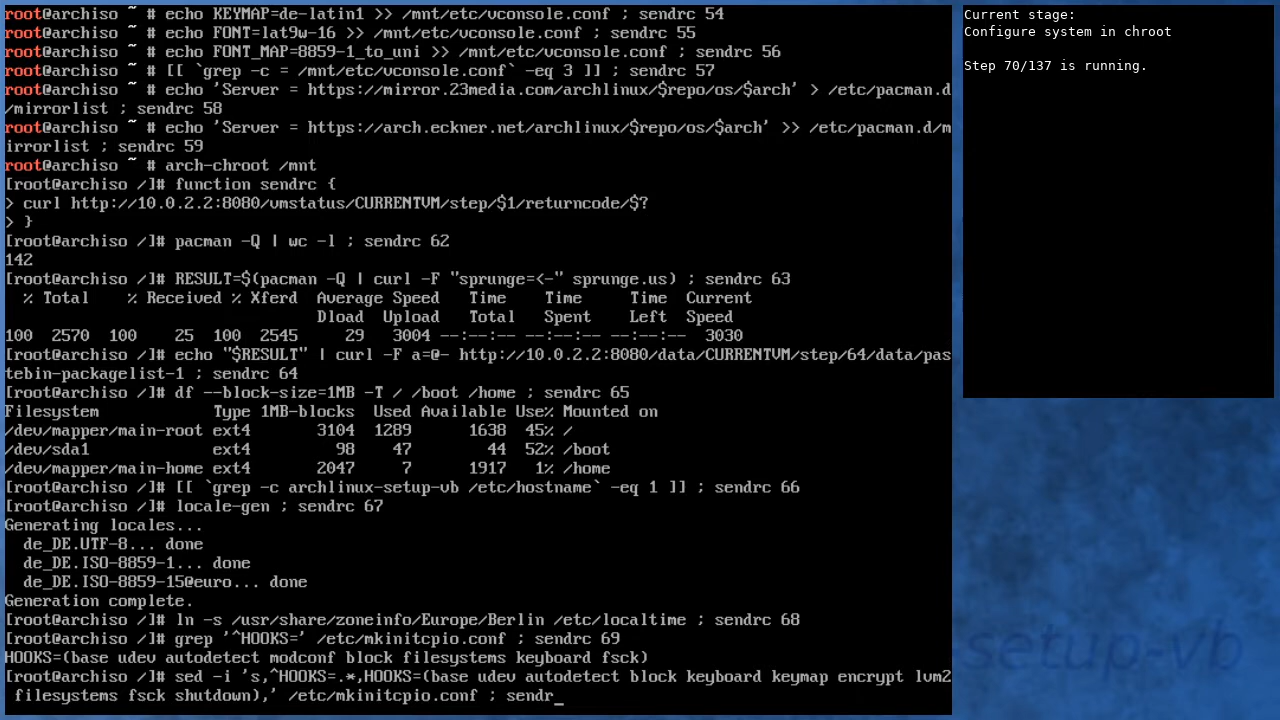 root@archiso ~ # echo KEYMAP=de-latin1 >> /mnt/etc/vconsole.conf ; sendrc 54
root@archiso ~ # echo FONT=lat9w-16 >> /mnt/etc/vconsole.conf ; sendrc 55
root@archiso ~ # echo FONT_MAP=8859-1_to_uni >> /mnt/etc/vconsole.conf ; sendrc 56
root@archiso ~ # [[ `grep -c = /mnt/etc/vconsole.conf` -eq 3 ]] ; sendrc 57
root@archiso ~ # echo 'Server = https://mirror.23media.com/archlinux/$repo/os/$arch' > /etc/pacman.d
/mirrorlist ; sendrc 58
root@archiso ~ # echo 'Server = https://arch.eckner.net/archlinux/$repo/os/$arch' >> /etc/pacman.d/m
irrorlist ; sendrc 59
root@archiso ~ # arch-chroot /mnt
[root@archiso /]# function sendrc {
> curl http://10.0.2.2:8080/vmstatus/CURRENTVM/step/$1/returncode/$?
> }
[root@archiso /]# pacman -Q | wc -l ; sendrc 62
142
[root@archiso /]# RESULT=$(pacman -Q | curl -F "sprunge=<-" sprunge.us) ; sendrc 63
  % Total    % Received % Xferd  Average Speed   Time    Time     Time  Current
                                 Dload  Upload   Total   Spent    Left  Speed
100  2570  100    25  100  2545     29   3004 --:--:-- --:--:-- --:--:--  3030
[root@archiso /]# echo "$RESULT" | curl -F a=@- http://10.0.2.2:8080/data/CURRENTVM/step/64/data/pas
tebin-packagelist-1 ; sendrc 64
[root@archiso /]# df --block-size=1MB -T / /boot /home ; sendrc 65
Filesystem            Type 1MB-blocks  Used Available Use% Mounted on
/dev/mapper/main-root ext4       3104  1289      1638  45% /
/dev/sda1             ext4         98    47        44  52% /boot
/dev/mapper/main-home ext4       2047     7      1917   1% /home
[root@archiso /]# [[ `grep -c archlinux-setup-vb /etc/hostname` -eq 1 ]] ; sendrc 66
[root@archiso /]# locale-gen ; sendrc 67
Generating locales...
  de_DE.UTF-8... done
  de_DE.ISO-8859-1... done
  de_DE.ISO-8859-15@euro... done
Generation complete.
[root@archiso /]# ln -s /usr/share/zoneinfo/Europe/Berlin /etc/localtime ; sendrc 68
[root@archiso /]# grep '^HOOKS=' /etc/mkinitcpio.conf ; sendrc 69
HOOKS=(base udev autodetect modconf block filesystems keyboard fsck)
[root@archiso /]# sed -i 's,^HOOKS=.*,HOOKS=(base udev autodetect block keyboard keymap encrypt lvm2
 filesystems fsck shutdown),' /etc/mkinitcpio.conf ; sendr_
Current stage:
Configure system in chroot
Step 70/137 is running.
setup-vb